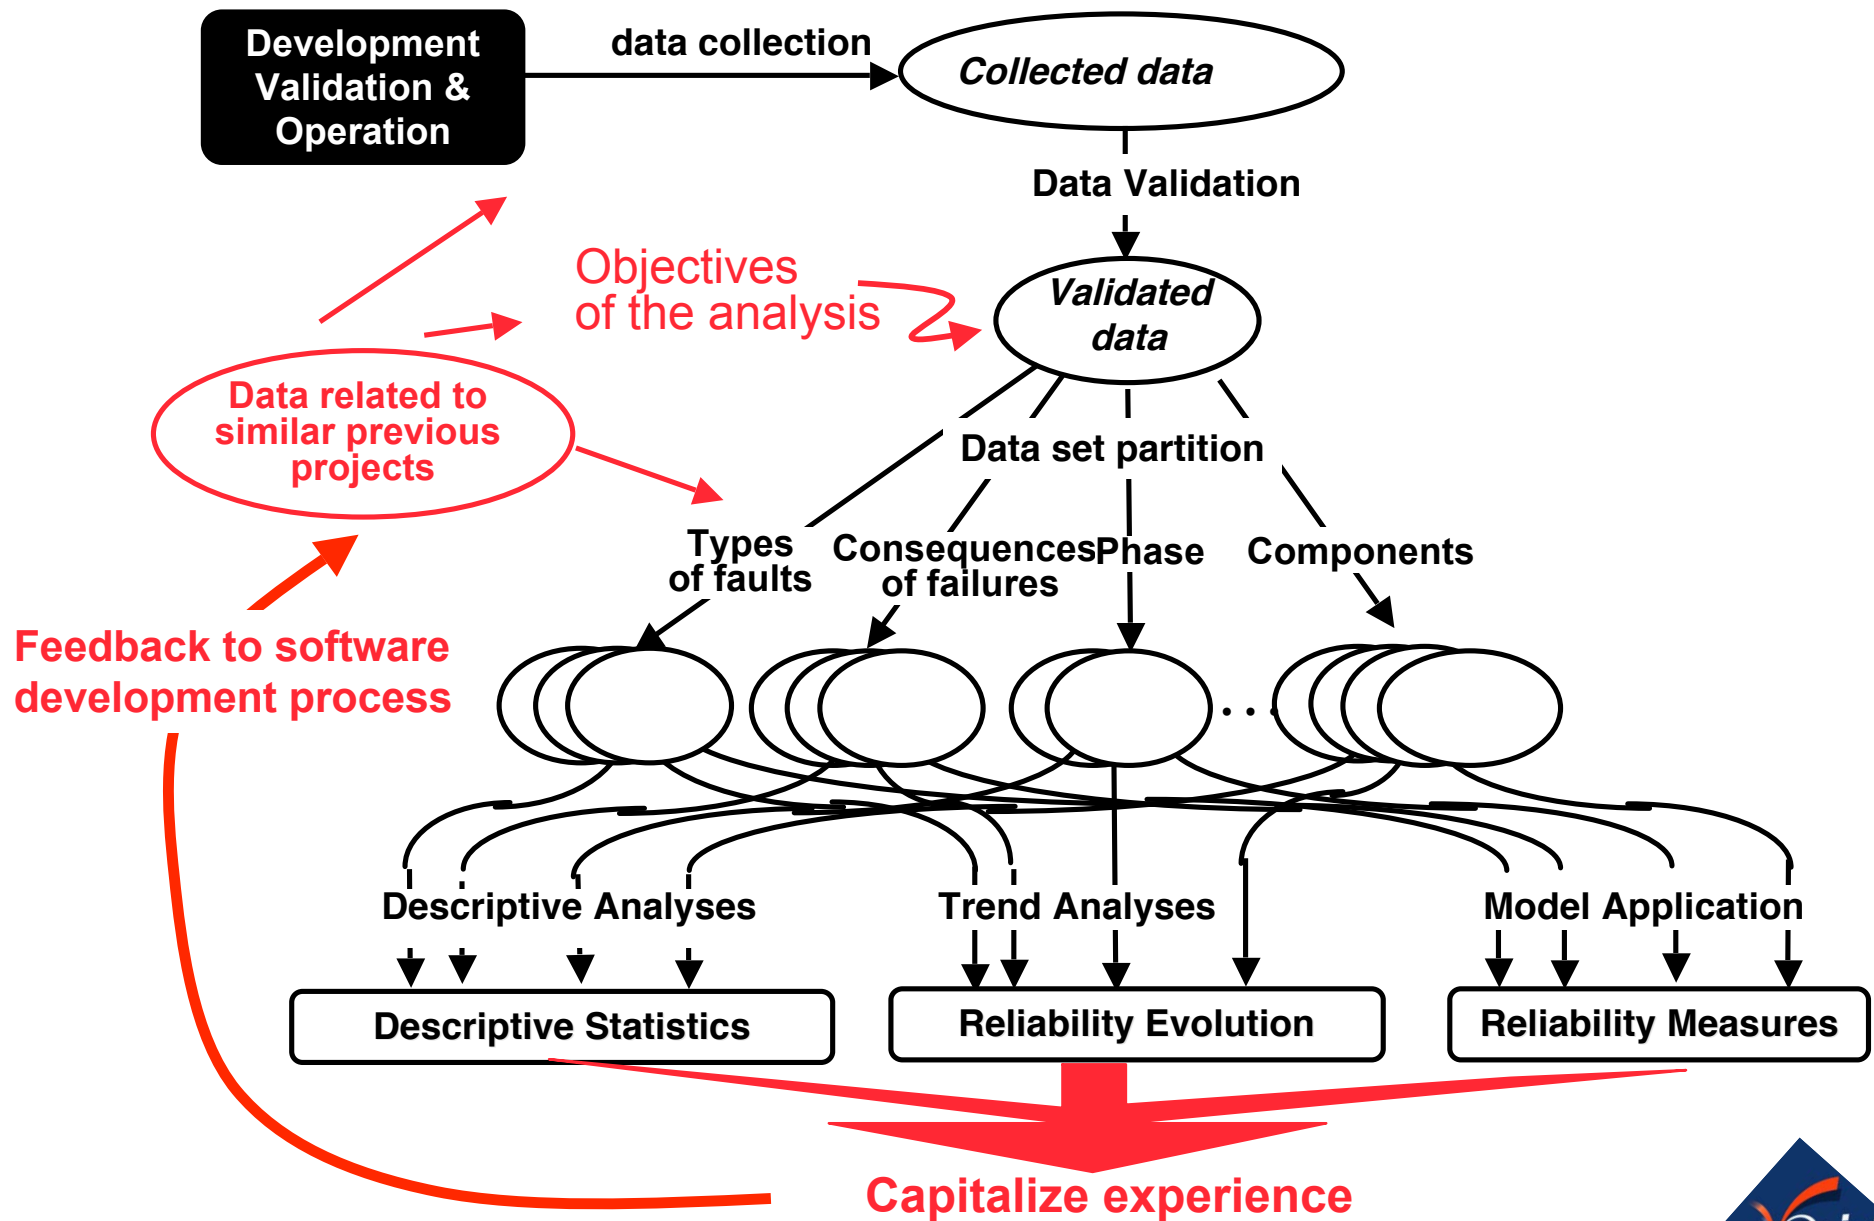 Development
Validation &
Operation
data collection
Collected data
Data Validation
Objectives
of the analysis
Validated
data
Data related to
similar previous
projects
Data set partition
Types
of faults
Consequences
of failures
Phase
Components
Feedback to software
development process
. . .
Descriptive Analyses
Trend Analyses
Model Application
Descriptive Statistics
Reliability Evolution
Reliability Measures
Capitalize experience